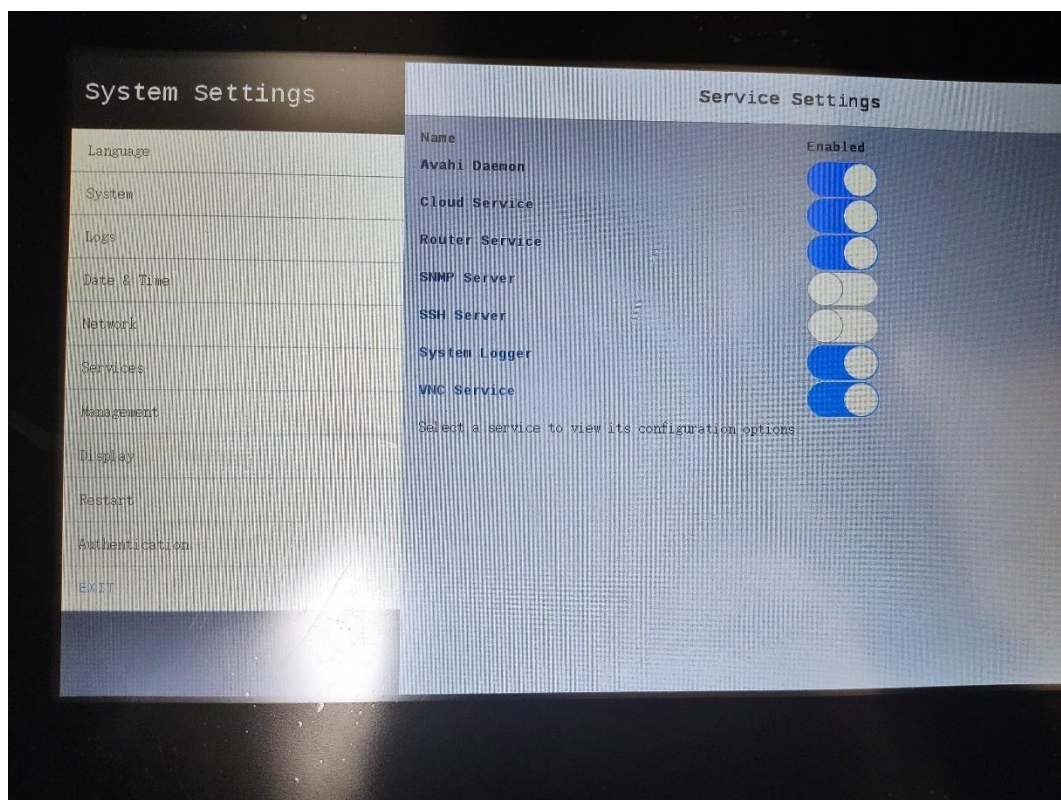 System Settings
Language
System
Logs
Date & Time
Network
Services
Management
Display
Restart
Authentication
EXIT
Service Settings
Name
Enabled
Avahi Daemon
Cloud Service
Router Service
SNMP Server
SSH Server
System Logger
VNC Service
Select a service to view its configuration options